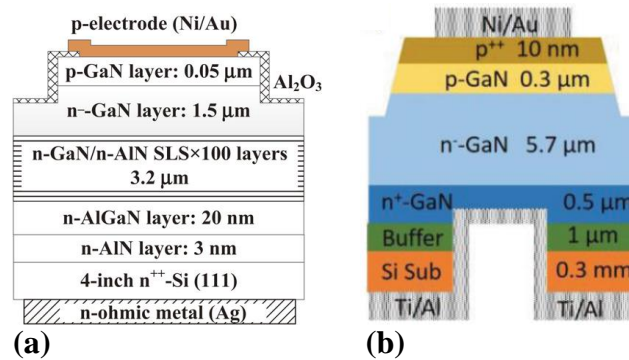 p-electrode (Ni/Au)
p-GaN layer: 0.05 μm
Al₂O₃
n⁻-GaN layer: 1.5 μm
n-GaN/n-AlN SLS×100 layers
3.2 μm
n-AlGaN layer: 20 nm
n-AlN layer: 3 nm
4-inch n⁺⁺-Si (111)
n-ohmic metal (Ag)
(a)
Ni/Au
p⁺⁺ 10 nm
p-GaN 0.3 μm
n⁻-GaN 5.7 μm
n⁺-GaN 0.5 μm
Buffer 1 μm
Si Sub 0.3 mm
Ti/Al Ti/Al
(b)